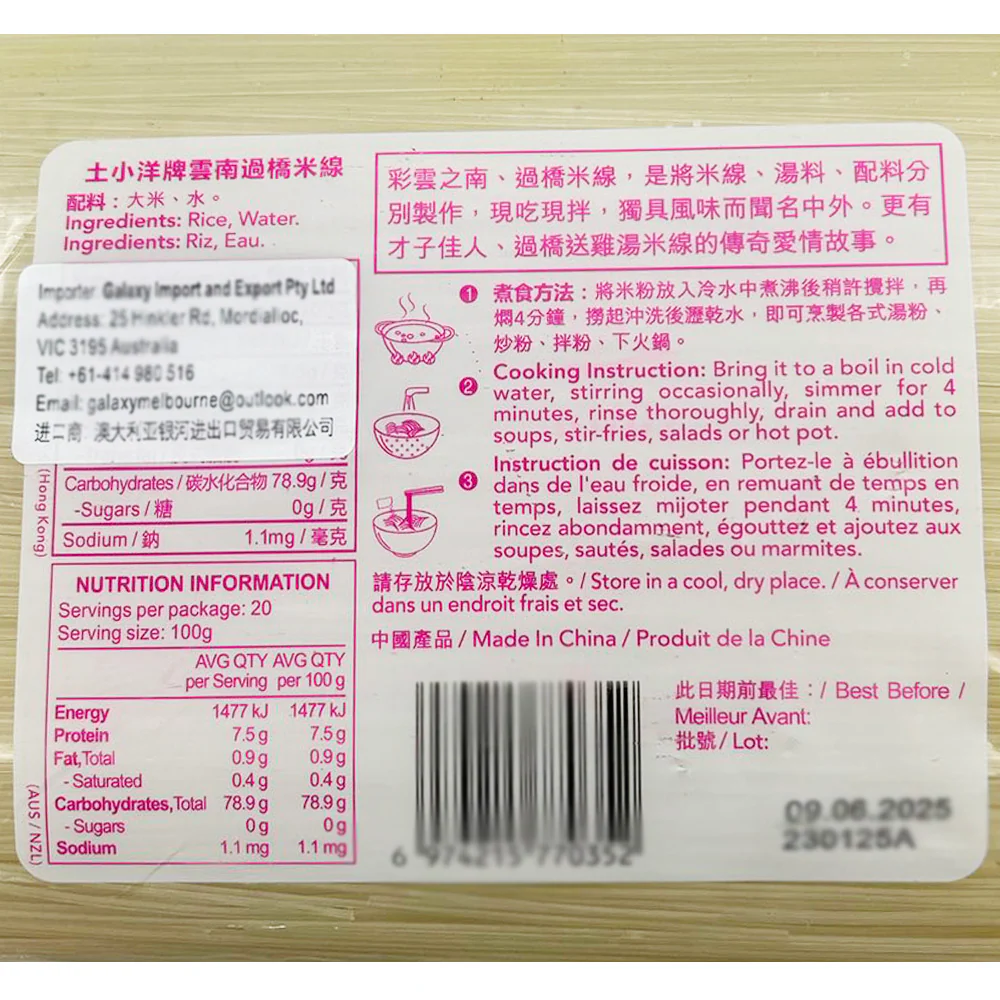 土小洋牌雲南過橋米線
配料：大米、水。
Ingredients: Rice, Water.
Ingredients: Riz, Eau.
Importer Galaxy Import and Export Pty Ltd
Address: 25 Hinkler Rd, Mordialloc,
VIC 3195 Australia
Tel: +61-414 980 516
Email: galaxymelbourne@outlook.com
进口商 澳大利亚银河进出口贸易有限公司
Carbohydrates / 碳水化合物 78.9g / 克
-Sugars / 糖 0g / 克
Sodium / 鈉 1.1mg / 毫克
(Hong Kong)
NUTRITION INFORMATION
Servings per package: 20
Serving size: 100g
AVG QTY AVG QTY
per Serving per 100 g
Energy 1477 kJ 1477 kJ
Protein 7.5 g 7.5 g
Fat, Total 0.9 g 0.9 g
- Saturated 0.4 g 0.4 g
Carbohydrates, Total 78.9 g 78.9 g
- Sugars 0 g 0 g
Sodium 1.1 mg 1.1 mg
(AUS / NZL)
彩雲之南、過橋米線，是將米線、湯料、配料分
別製作，現吃現拌，獨具風味而聞名中外。更有
才子佳人、過橋送雞湯米線的傳奇愛情故事。
1 煮食方法：將米粉放入冷水中煮沸後稍許攪拌，再
燜4分鐘，撈起沖洗後瀝乾水，即可烹製各式湯粉、
炒粉、拌粉、下火鍋。
Cooking Instruction: Bring it to a boil in cold
2 water, stirring occasionally, simmer for 4
minutes, rinse thoroughly, drain and add to
soups, stir-fries, salads or hot pot.
Instruction de cuisson: Portez-le à ébullition
3 dans de l'eau froide, en remuant de temps en
temps, laissez mijoter pendant 4 minutes,
rincez abondamment, égouttez et ajoutez aux
soupes, sautés, salades ou marmites.
請存放於陰涼乾燥處。/ Store in a cool, dry place. / À conserver
dans un endroit frais et sec.
中國產品 / Made In China / Produit de la Chine
此日期前最佳：/ Best Before /
Meilleur Avant:
批號 / Lot:
09.06.2025
230125A
6 974215 770352